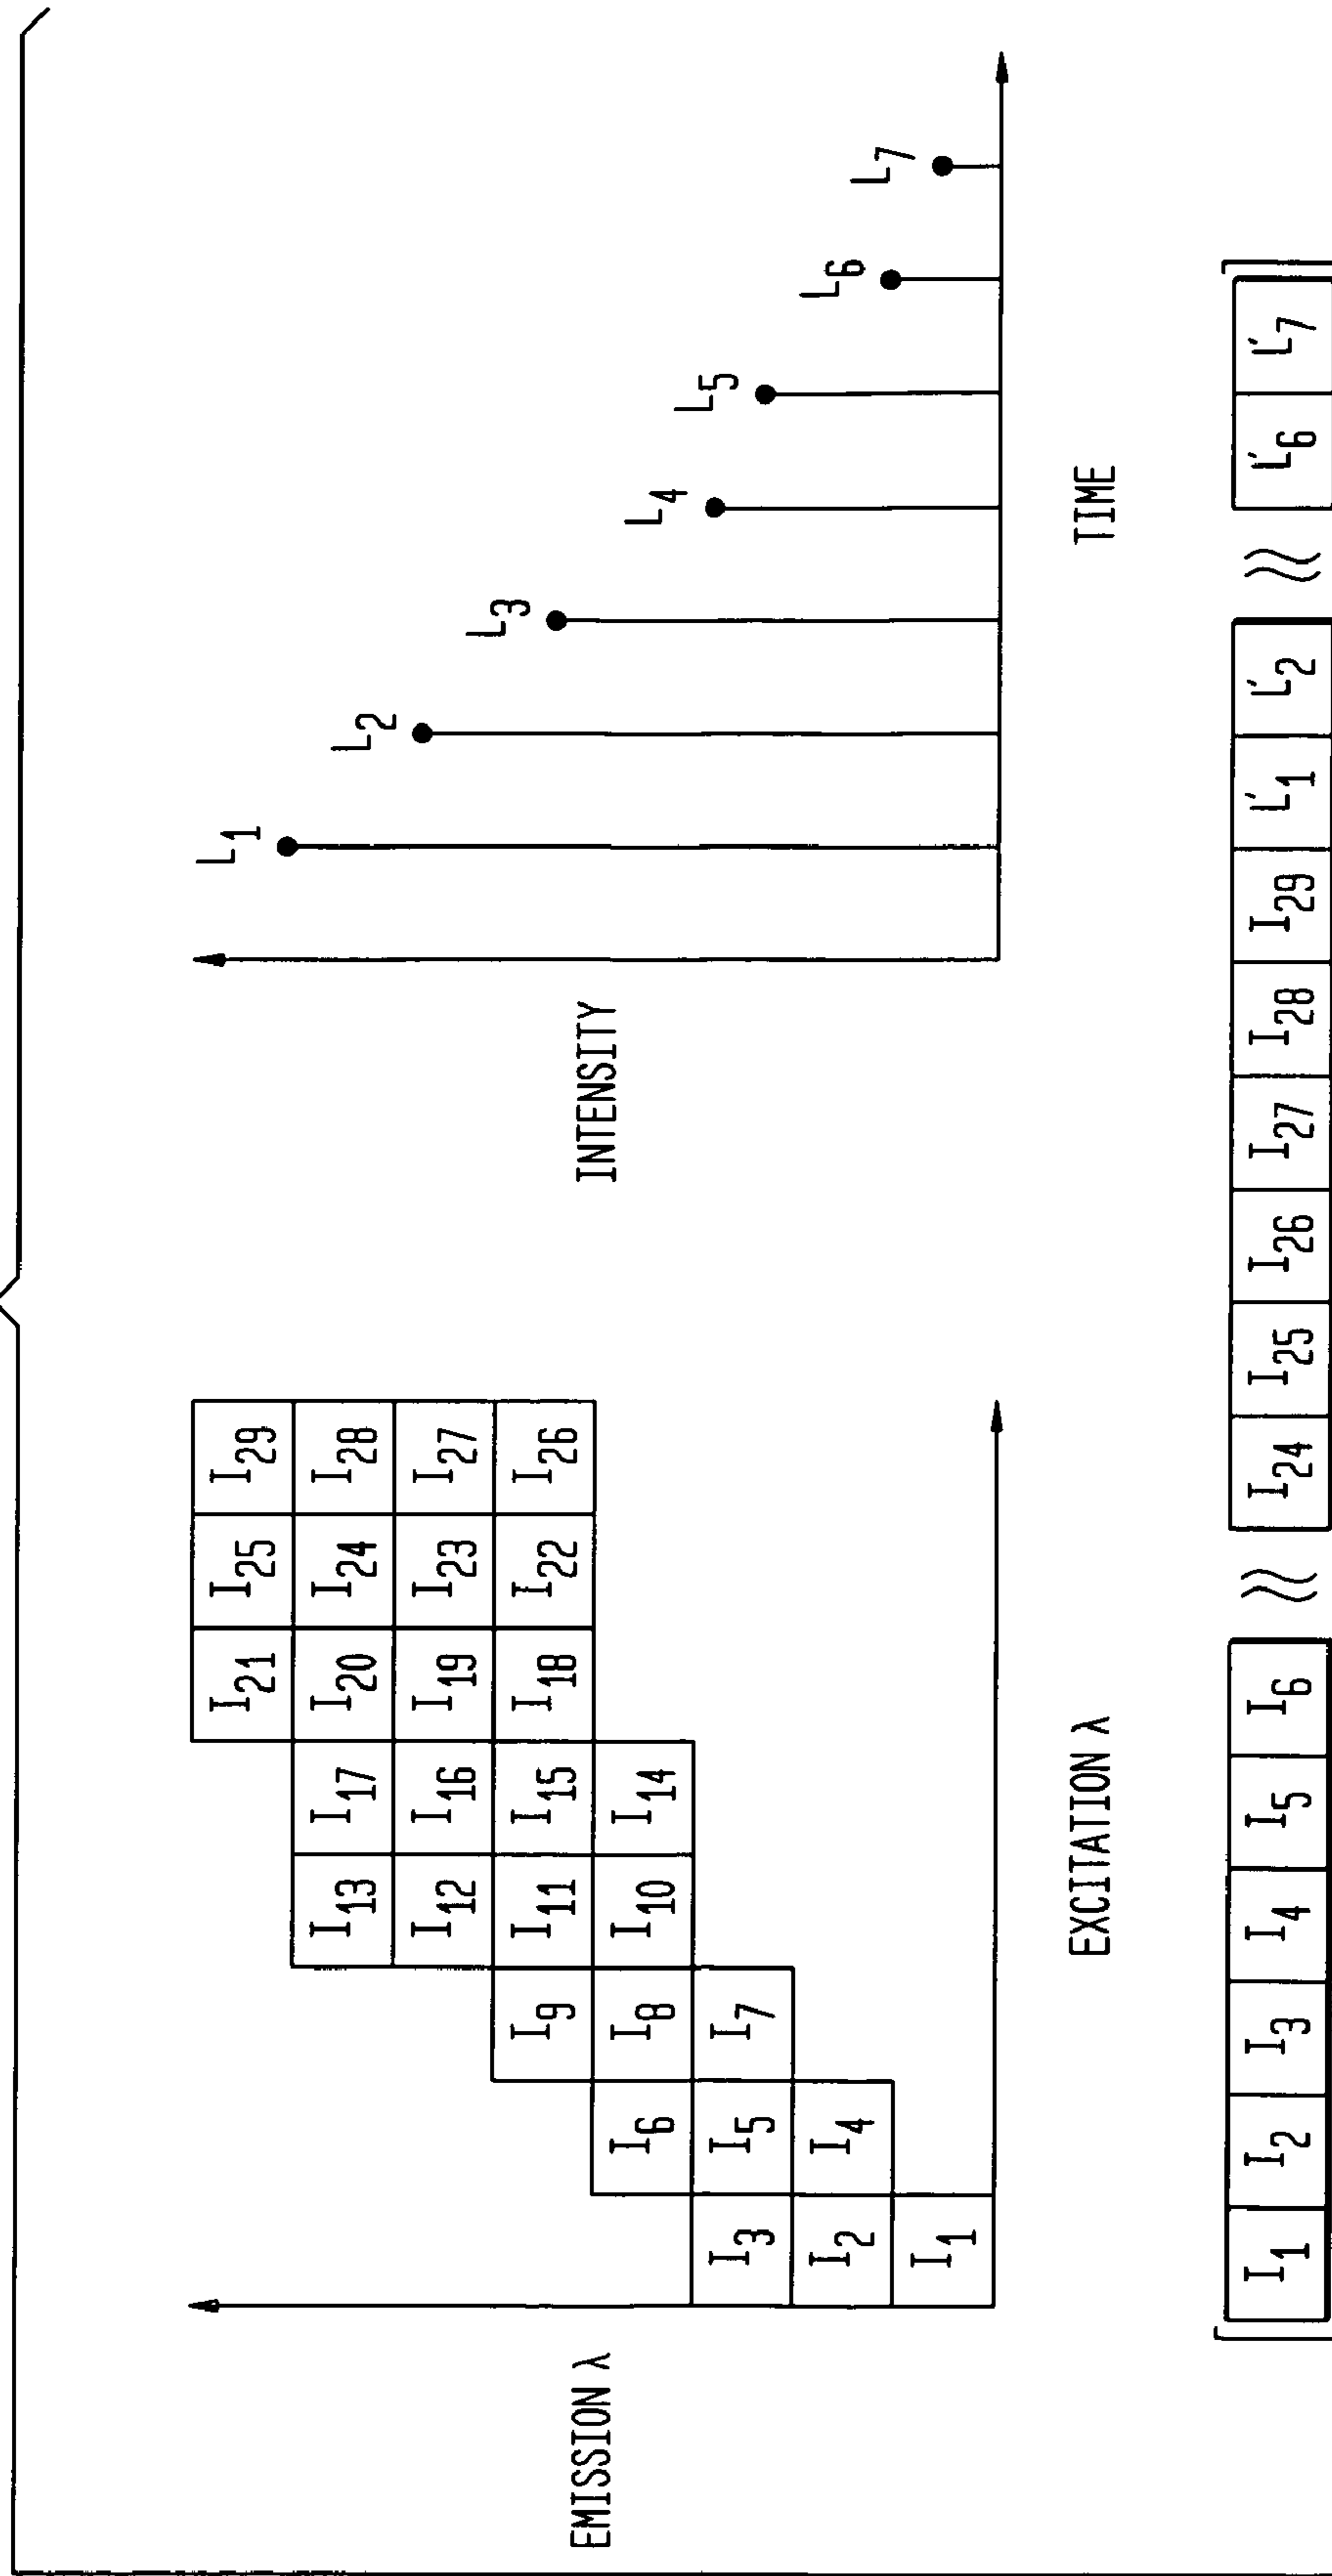 EMISSION λ
I21 I25 I29
I13 I17 I20 I24 I28
I12 I16 I19 I23 I27
I9 I11 I15 I18 I22 I26
I6 I8 I10 I14
I3 I5 I7
I2 I4
I1
EXCITATION λ
INTENSITY
L1
L2
L3
L4
L5
L6
L7
TIME
I1 I2 I3 I4 I5 I6 ≈ I24 I25 I26 I27 I28 I29 L'1 L'2 ≈ L'6 L'7